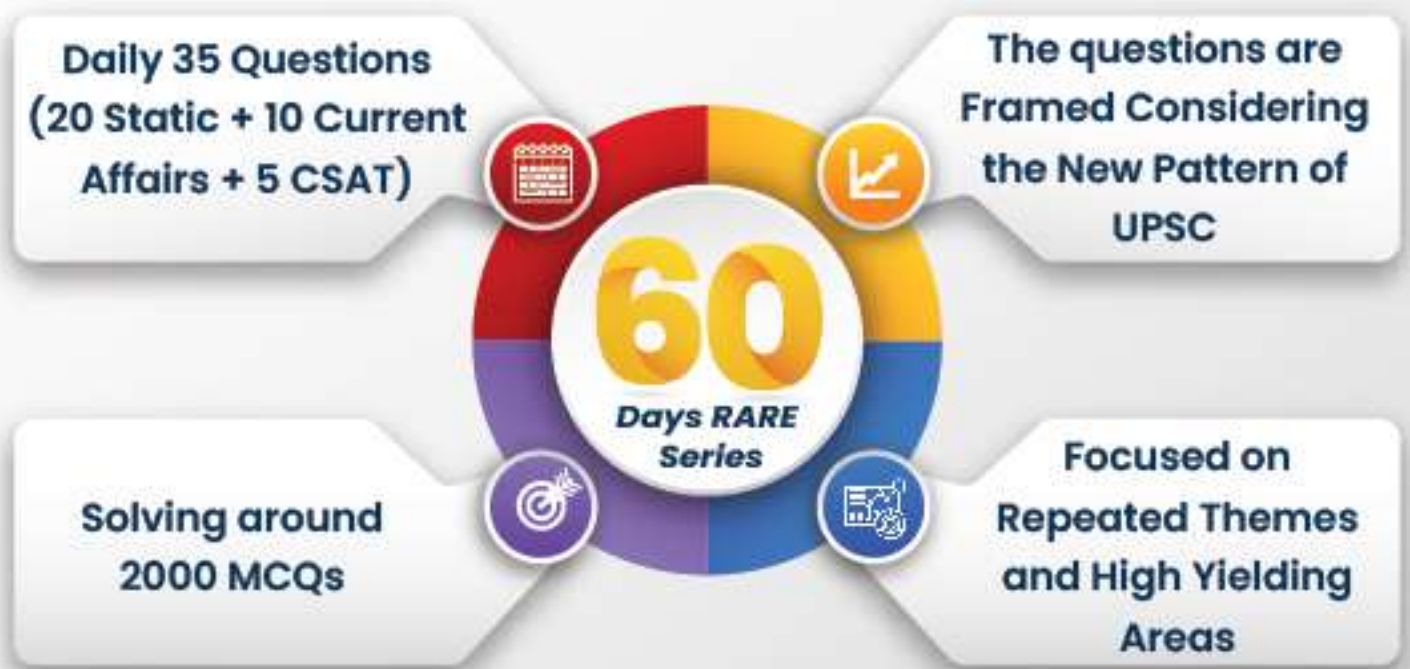 Daily 35 Questions
(20 Static + 10 Current
Affairs + 5 CSAT)
The questions are
Framed Considering
the New Pattern of
UPSC
60
Days RARE
Series
Solving around
2000 MCQs
Focused on
Repeated Themes
and High Yielding
Areas